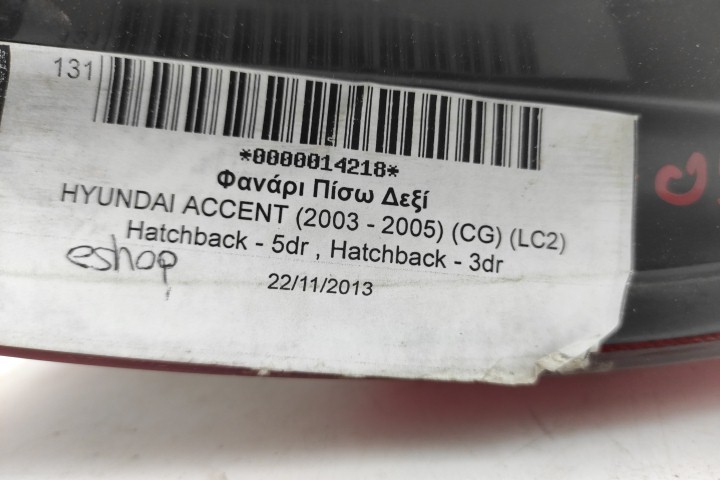 131
*0000014218*
Φανάρι Πίσω Δεξί
HYUNDAI ACCENT (2003 - 2005) (CG) (LC2)
Hatchback - 5dr , Hatchback - 3dr
eshop
22/11/2013